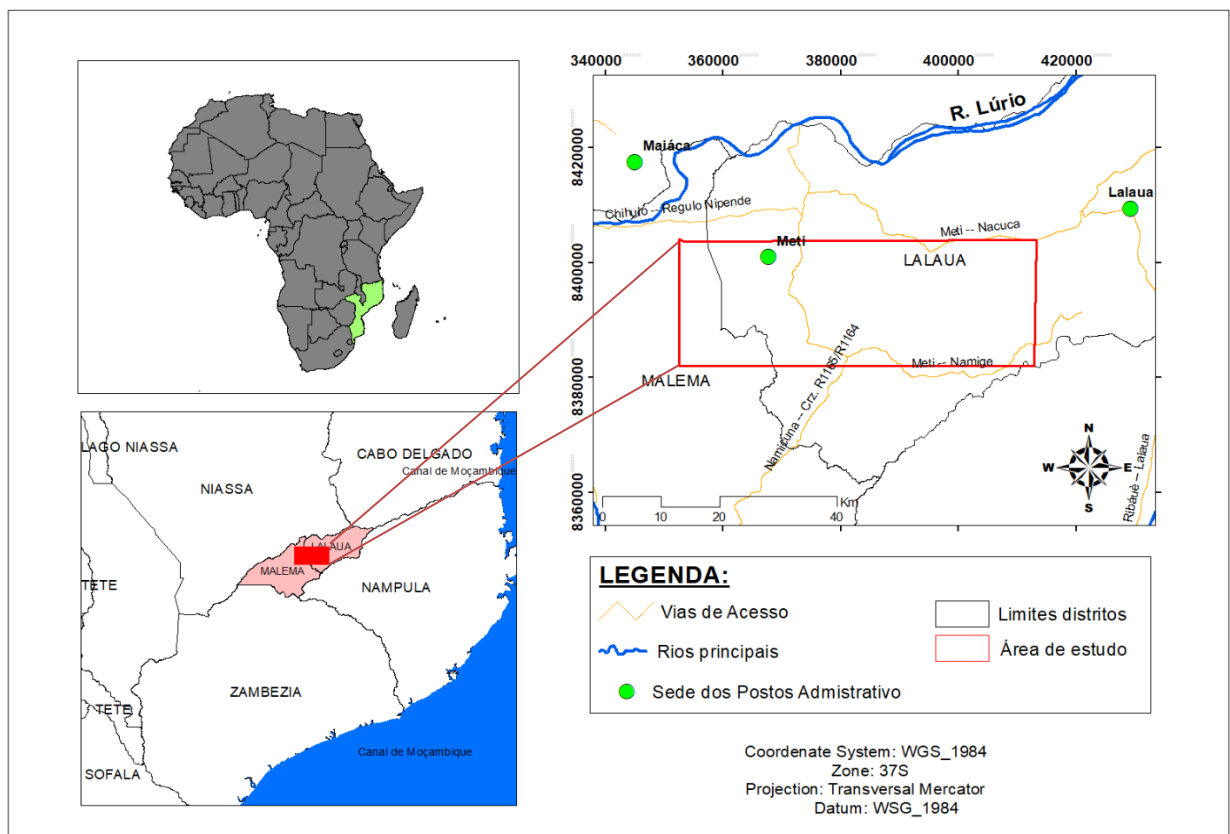 340000 360000 380000 400000 420000
8420000
8400000
8380000
8360000
R. Lúrio
Maiáca
Lalaua
Chihulo -- Regulo Nipende
Meti -- Nacuca
Meti
LALAUA
Meti -- Namige
MALEMA
Namicuna -- Crz. R1165/R1164
Ribáuè -- Lalaua
N
W E
S
Km
0 10 20 40
LAGO NIASSA
CABO DELGADO
Canal de Moçambique
NIASSA
LALAUA
MALEMA
TETE
NAMPULA
ZAMBEZIA
TETE
Canal de Moçambique
SOFALA
LEGENDA:
Vias de Acesso
Limites distritos
Rios principais
Área de estudo
Sede dos Postos Admistrativo
Coordenate System: WGS_1984
Zone: 37S
Projection: Transversal Mercator
Datum: WSG_1984